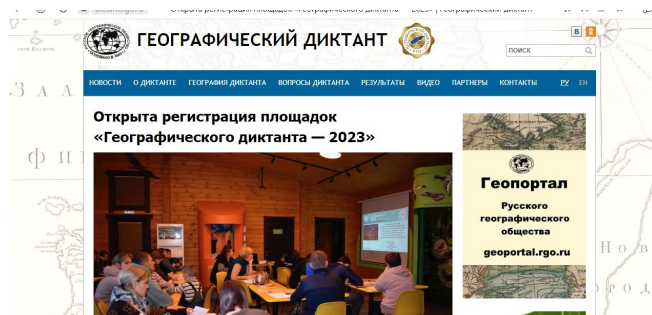 ГЕОГРАФИЧЕСКИЙ ДИКТАНТ
поиск
НОВОСТИ О ДИКТАНТЕ ГЕОГРАФИЯ ДИКТАНТА ВОПРОСЫ ДИКТАНТА РЕЗУЛЬТАТЫ ВИДЕО ПАРТНЕРЫ КОНТАКТЫ РУ EN
Открыта регистрация площадок
«Географического диктанта — 2023»
Геопортал
Русского
географического
общества
geoportal.rgo.ru